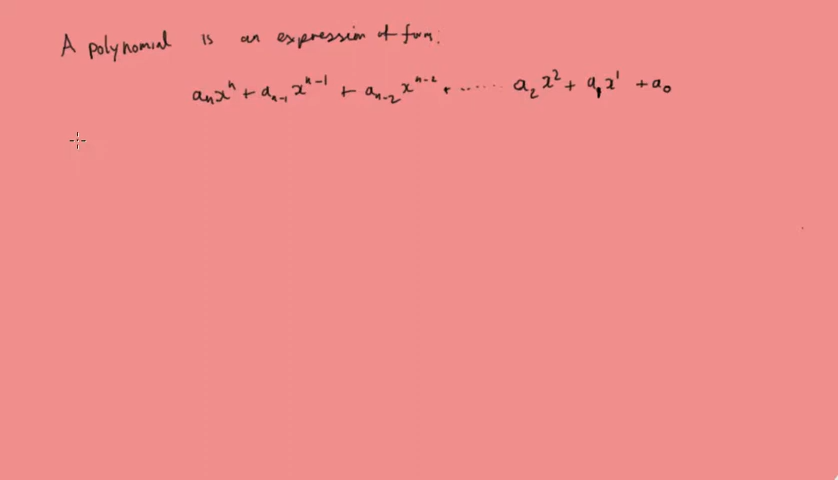 A polynomial is an expression of form:
aₙxⁿ + aₙ₋₁xⁿ⁻¹ + aₙ₋₂xⁿ⁻² + ...... a₂x² + a₁x¹ + a₀